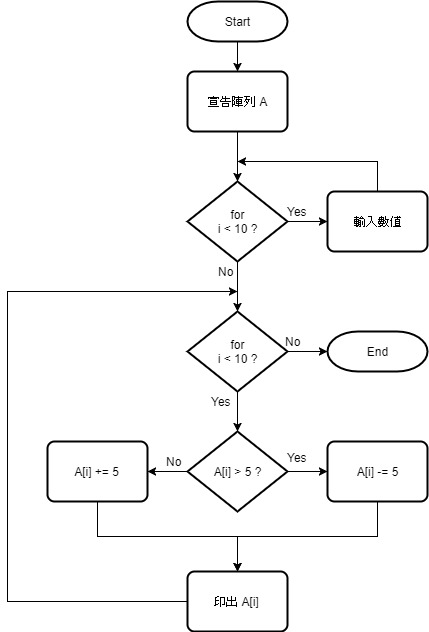 Start
宣告陣列 A
for
i < 10 ?
Yes
輸入數值
No
for
i < 10 ?
No
End
Yes
A[i] += 5
No
A[i] > 5 ?
Yes
A[i] -= 5
印出 A[i]